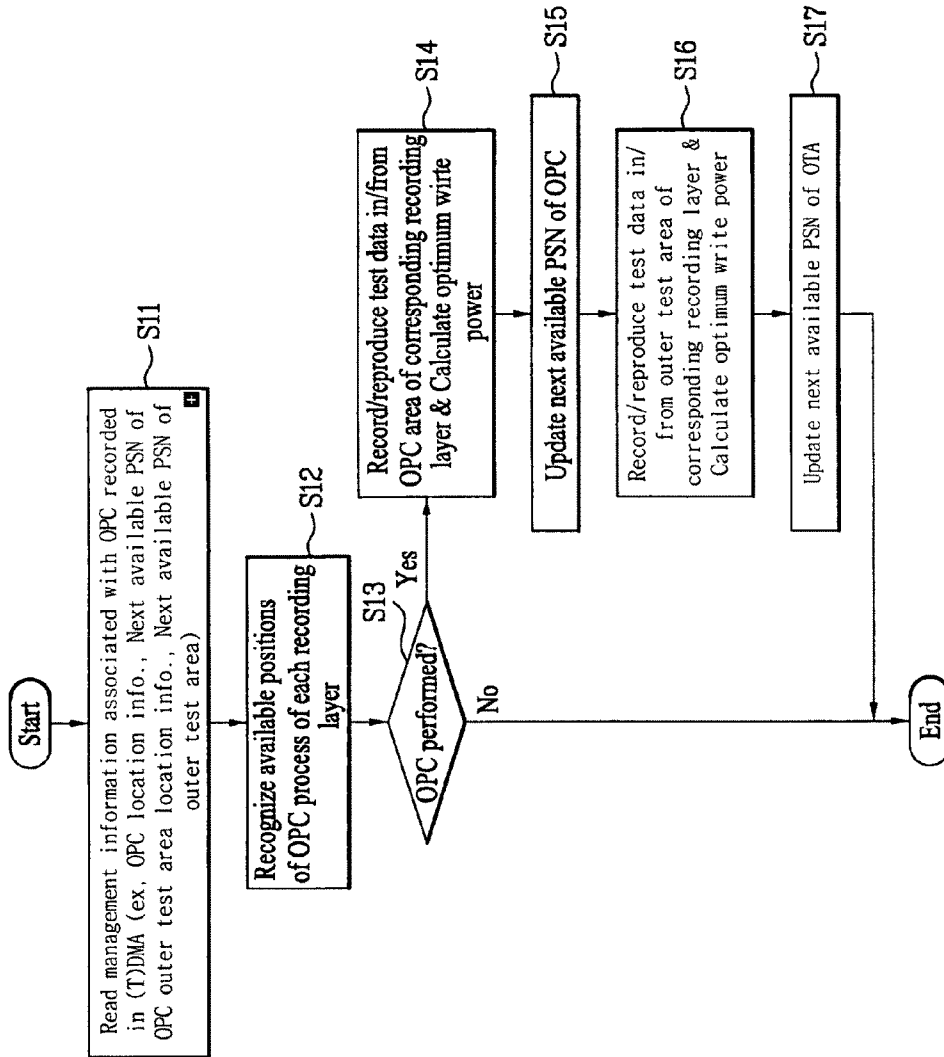 Start
S11
Read management information associated with OPC recorded
in (T)DMA (ex, OPC location info., Next available PSN of
OPC outer test area location info., Next available PSN of
outer test area)
S12
Recognize available positions
of OPC process of each recording
layer
S13
OPC performed?
Yes
No
S14
Record/reproduce test data in/from
OPC area of corresponding recording
layer & Calculate optimum wirte
power
S15
Update next available PSN of OPC
S16
Record/reproduce test data in/
from outer test area of
corresponding recording layer &
Calculate optimum write power
S17
Update next available PSN of OTA
End